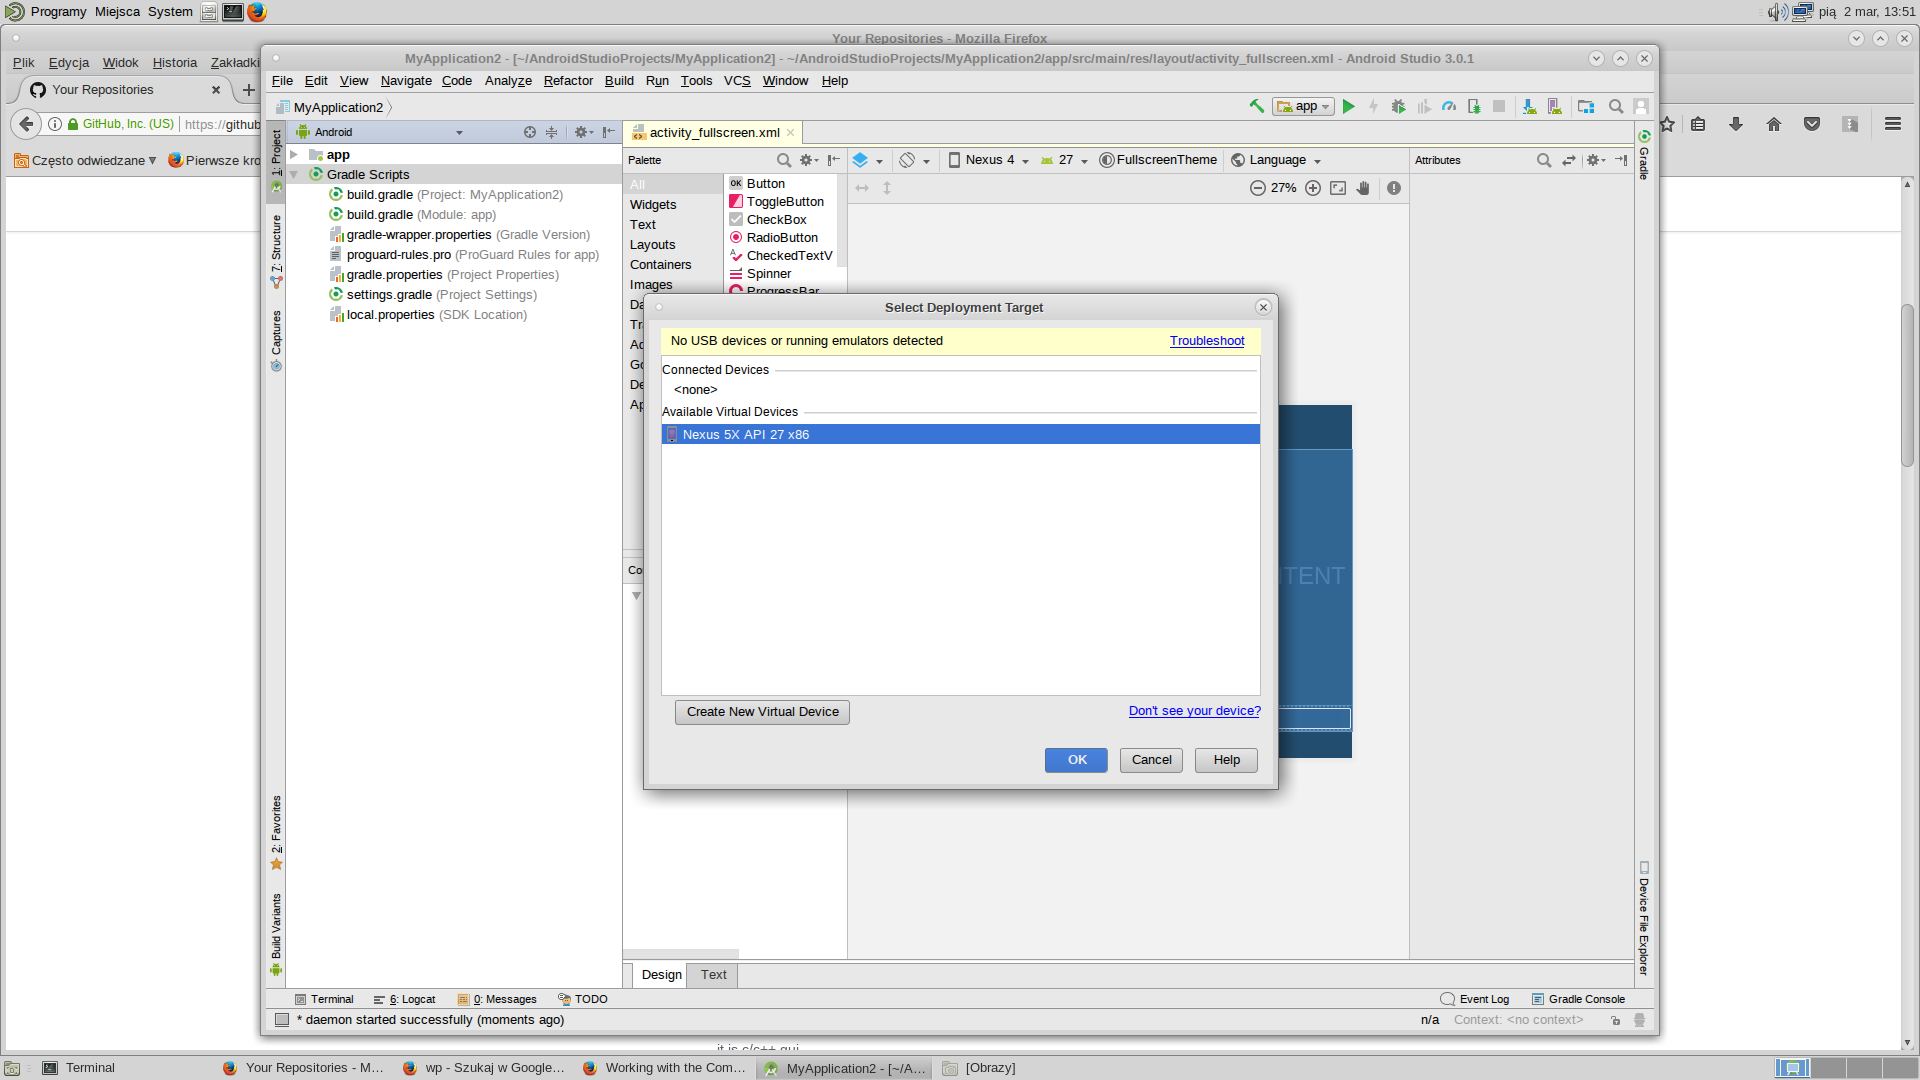 Programy Miejsca System
pią 2 mar, 13:51
Your Repositories - Mozilla Firefox
Plik Edycja Widok Historia Zakładki
Your Repositories
GitHub, Inc. (US) https://github
Często odwiedzane Pierwsze kro
MyApplication2 - [~/AndroidStudioProjects/MyApplication2] - ~/AndroidStudioProjects/MyApplication2/app/src/main/res/layout/activity_fullscreen.xml - Android Studio 3.0.1
File Edit View Navigate Code Analyze Refactor Build Run Tools VCS Window Help
MyApplication2
app
1: Project
7: Structure
Captures
2: Favorites
Build Variants
Android
app
Gradle Scripts
build.gradle (Project: MyApplication2)
build.gradle (Module: app)
gradle-wrapper.properties (Gradle Version)
proguard-rules.pro (ProGuard Rules for app)
gradle.properties (Project Properties)
settings.gradle (Project Settings)
local.properties (SDK Location)
activity_fullscreen.xml
Palette
All
Widgets
Text
Layouts
Containers
Images
Da
Tr
Ad
Go
De
Ap
OK Button
ToggleButton
CheckBox
RadioButton
CheckedTextV
Spinner
ProgressBar
Co
Nexus 4 27 FullscreenTheme Language
27%
Attributes
Gradle
Device File Explorer
NTENT
Select Deployment Target
No USB devices or running emulators detected Troubleshoot
Connected Devices
<none>
Available Virtual Devices
Nexus 5X API 27 x86
Create New Virtual Device
Don't see your device?
OK Cancel Help
Design Text
Terminal 6: Logcat 0: Messages TODO
Event Log Gradle Console
* daemon started successfully (moments ago)
n/a Context: <no context>
it is c/c++ gui
Terminal
Your Repositories - M...
wp - Szukaj w Google...
Working with the Com...
MyApplication2 - [~/A...
[Obrazy]